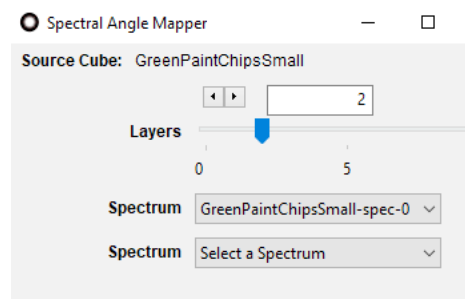 Spectral Angle Mapper
Source Cube: GreenPaintChipsSmall
2
Layers
0 5
Spectrum GreenPaintChipsSmall-spec-0
Spectrum Select a Spectrum